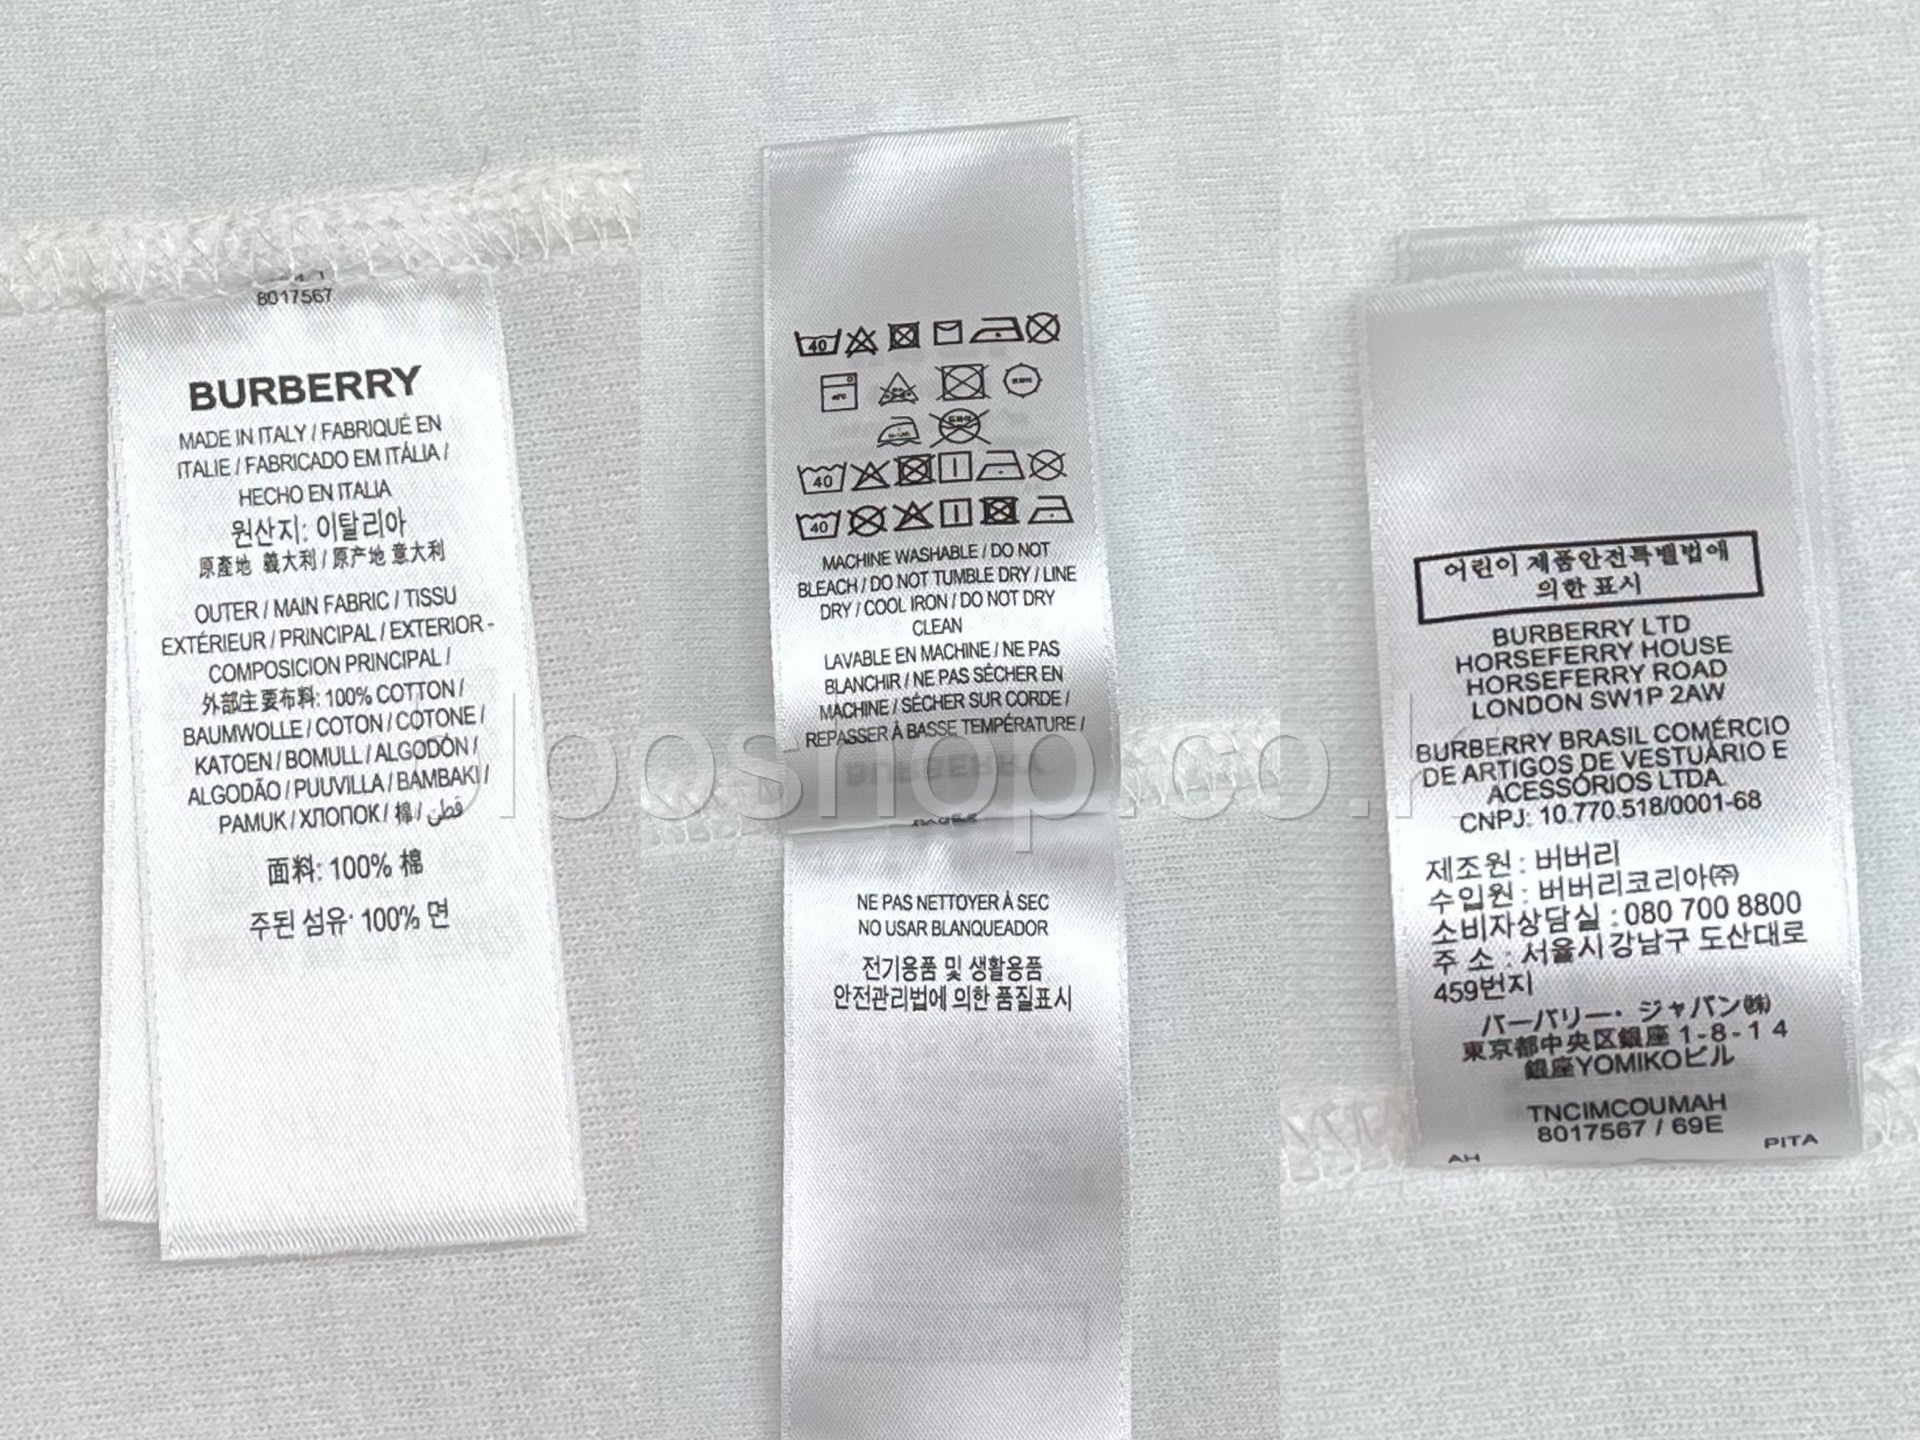 8017567
BURBERRY
MADE IN ITALY / FABRIQUÉ EN
ITALIE / FABRICADO EM ITÁLIA /
HECHO EN ITALIA
원산지: 이탈리아
原產地 義大利 / 原产地 意大利
OUTER / MAIN FABRIC / TISSU
EXTÉRIEUR / PRINCIPAL / EXTERIOR -
COMPOSICION PRINCIPAL /
外部主要布料: 100% COTTON /
BAUMWOLLE / COTON / COTONE /
KATOEN / BOMULL / ALGODÓN /
ALGODÃO / PUUVILLA / BAMBAKI /
PAMUK / ХЛОПОК / 棉 / قطن
面料: 100% 棉
주된 섬유: 100% 면
40
40
40
MACHINE WASHABLE / DO NOT
BLEACH / DO NOT TUMBLE DRY / LINE
DRY / COOL IRON / DO NOT DRY
CLEAN
LAVABLE EN MACHINE / NE PAS
BLANCHIR / NE PAS SÉCHER EN
MACHINE / SÉCHER SUR CORDE /
REPASSER À BASSE TEMPÉRATURE /
NE PAS NETTOYER À SEC
NO USAR BLANQUEADOR
전기용품 및 생활용품
안전관리법에 의한 품질표시
어린이 제품안전특별법에
의한 표시
BURBERRY LTD
HORSEFERRY HOUSE
HORSEFERRY ROAD
LONDON SW1P 2AW
BURBERRY BRASIL COMÉRCIO
DE ARTIGOS DE VESTUÁRIO E
ACESSÓRIOS LTDA.
CNPJ: 10.770.518/0001-68
제조원 : 버버리
수입원 : 버버리코리아㈜
소비자상담실 : 080 700 8800
주 소 : 서울시 강남구 도산대로
459번지
バーバリー・ジャパン㈱
東京都中央区銀座 1-8-14
銀座YOMIKOビル
TNCIMCOUMAH
8017567 / 69E
AH PITA